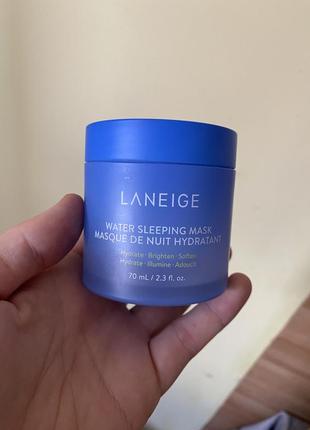 LANEIGE
WATER SLEEPING MASK
MASQUE DE NUIT HYDRATANT
Hydrate · Brighten · Soften
Hydrate · Illumine · Adoucit
70 mL / 2.3 fl. oz.